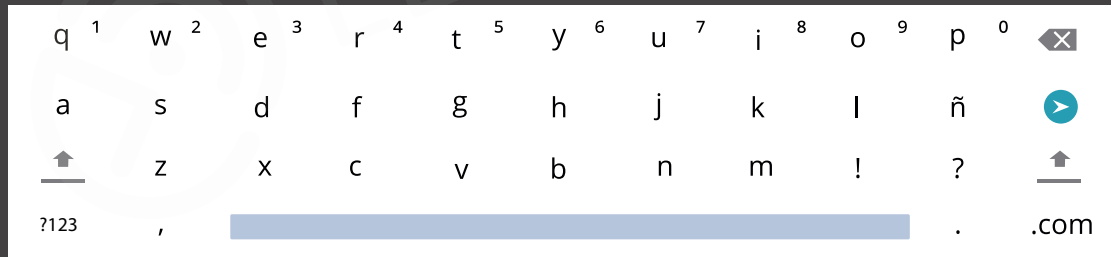 q 1 w 2 e 3 r 4 t 5 y 6 u 7 i 8 o 9 p 0
a s d f g h j k l ñ
z x c v b n m ! ?
?123 , . .com